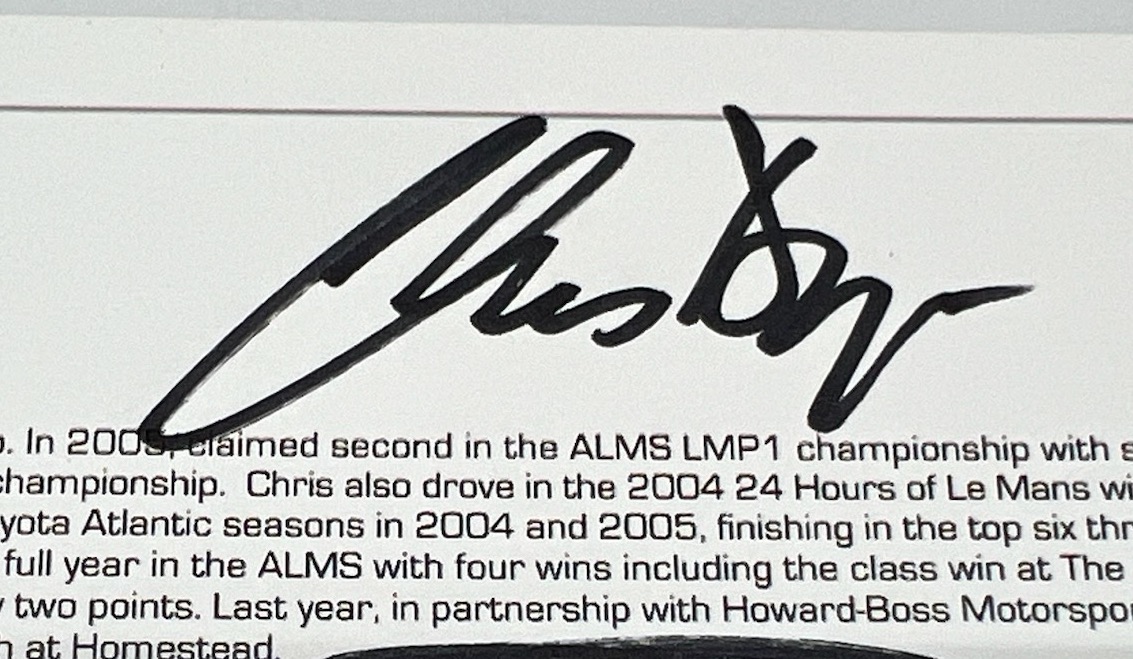 Chris
. In 2005, claimed second in the ALMS LMP1 championship with s
championship. Chris also drove in the 2004 24 Hours of Le Mans wi
yota Atlantic seasons in 2004 and 2005, finishing in the top six thr
full year in the ALMS with four wins including the class win at The
two points. Last year, in partnership with Howard-Boss Motorspo
at Homestead.